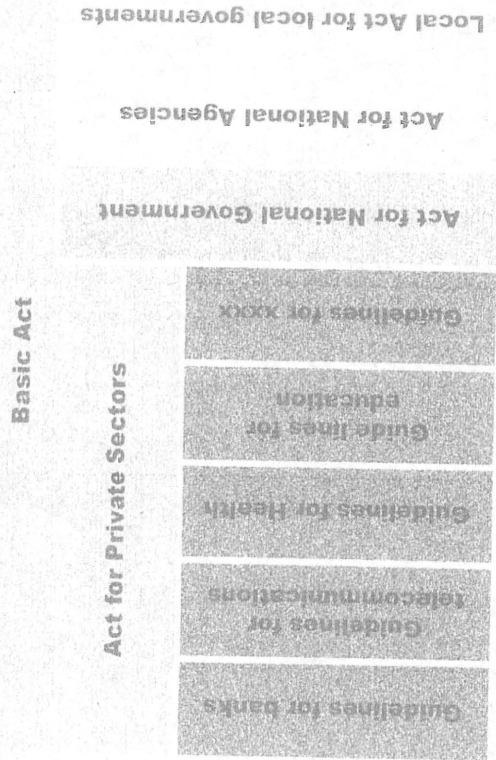 Guidelines for banks
Guidelines for
telecommunications
Guidelines for Health
Guide lines for
education
Guidelines for xxxx
Act for Private Sectors
Basic Act
Act for National Government
Act for National Agencies
Local Act for local governments